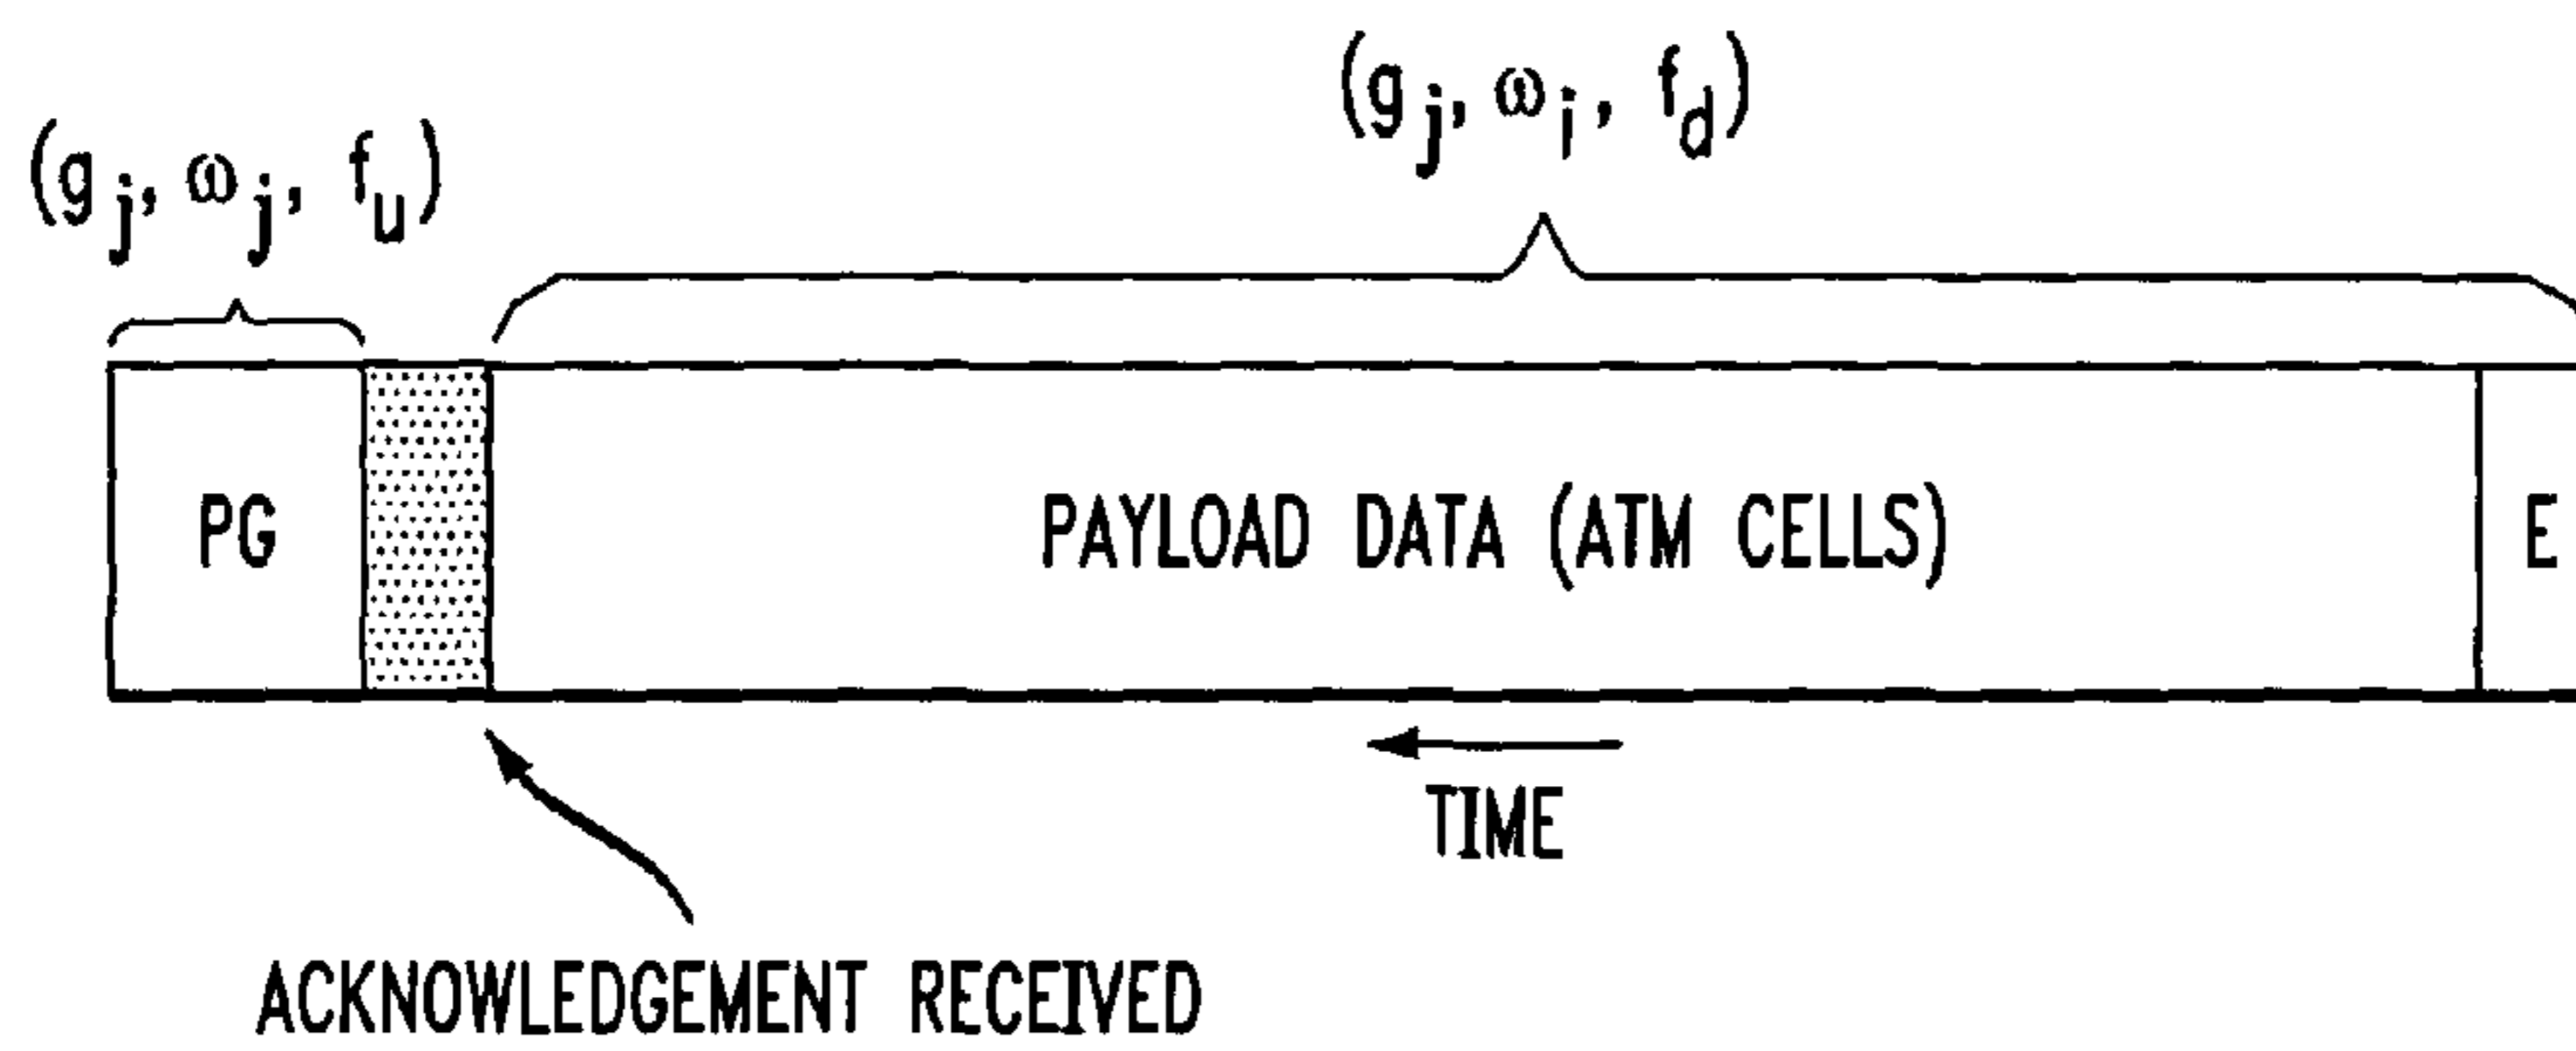 (g_j, ω_i, f_d)
(g_j, ω_j, f_u)
PG
PAYLOAD DATA (ATM CELLS)
E
TIME
ACKNOWLEDGEMENT RECEIVED